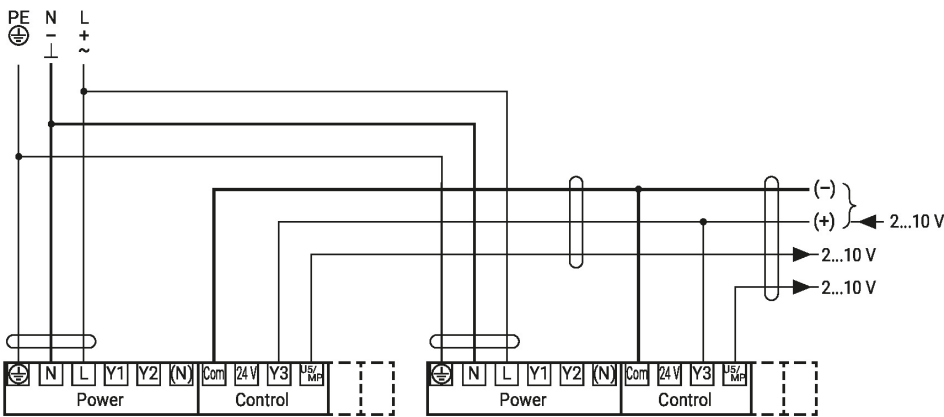 PE N L
– +
⊥ ~
(–)
(+) 2...10 V
2...10 V
2...10 V
N L Y1 Y2 (N) Com 24 V Y3 U5/MP
N L Y1 Y2 (N) Com 24 V Y3 U5/MP
Power Control
Power Control